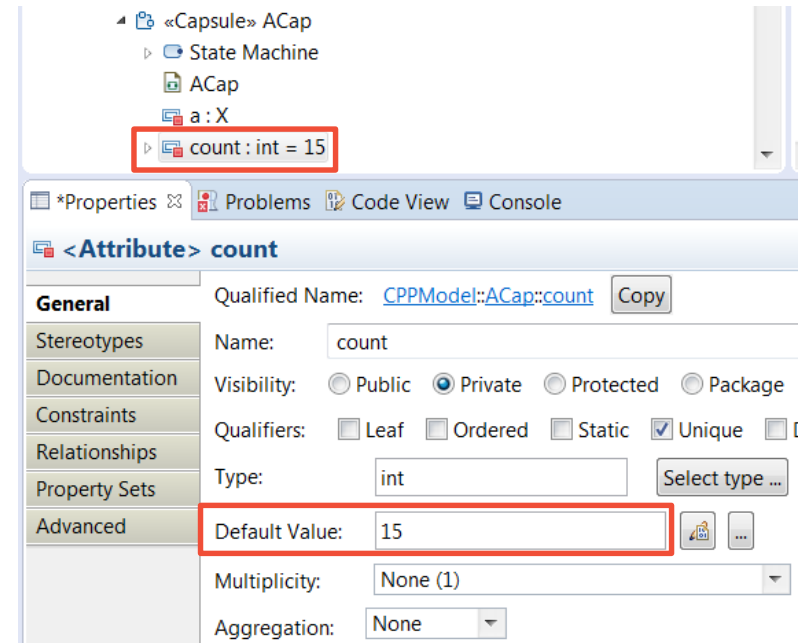 «Capsule» ACap
State Machine
ACap
a : X
count : int = 15
*Properties Problems Code View Console
<Attribute> count
General
Stereotypes
Documentation
Constraints
Relationships
Property Sets
Advanced
Qualified Name: CPPModel::ACap::count Copy
Name: count
Visibility: Public Private Protected Package
Qualifiers: Leaf Ordered Static Unique
Type: int Select type ...
Default Value: 15 ...
Multiplicity: None (1)
Aggregation: None